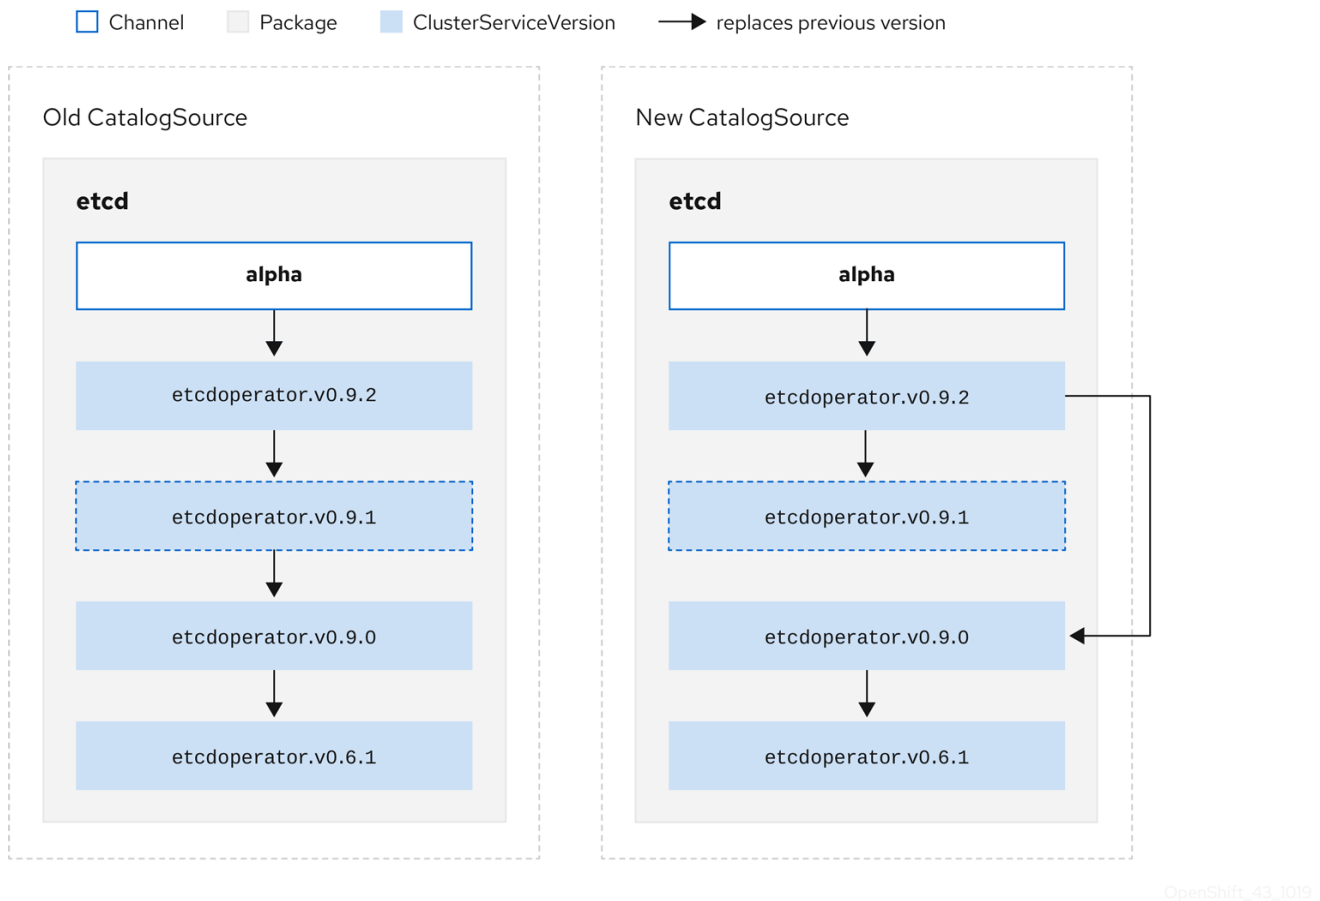 Channel Package ClusterServiceVersion replaces previous version
Old CatalogSource
etcd
alpha
etcdoperator.v0.9.2
etcdoperator.v0.9.1
etcdoperator.v0.9.0
etcdoperator.v0.6.1
New CatalogSource
etcd
alpha
etcdoperator.v0.9.2
etcdoperator.v0.9.1
etcdoperator.v0.9.0
etcdoperator.v0.6.1
OpenShift_43_1019